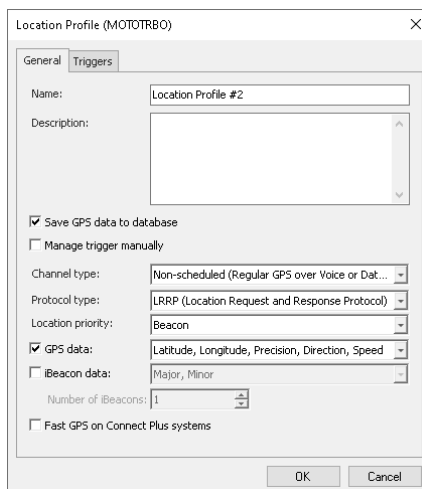 Location Profile (MOTOTRBO)
General Triggers
Name: Location Profile #2
Description:
Save GPS data to database
Manage trigger manually
Channel type: Non-scheduled (Regular GPS over Voice or Dat...
Protocol type: LRRP (Location Request and Response Protocol)
Location priority: Beacon
GPS data: Latitude, Longitude, Precision, Direction, Speed
iBeacon data: Major, Minor
Number of iBeacons: 1
Fast GPS on Connect Plus systems
OK Cancel